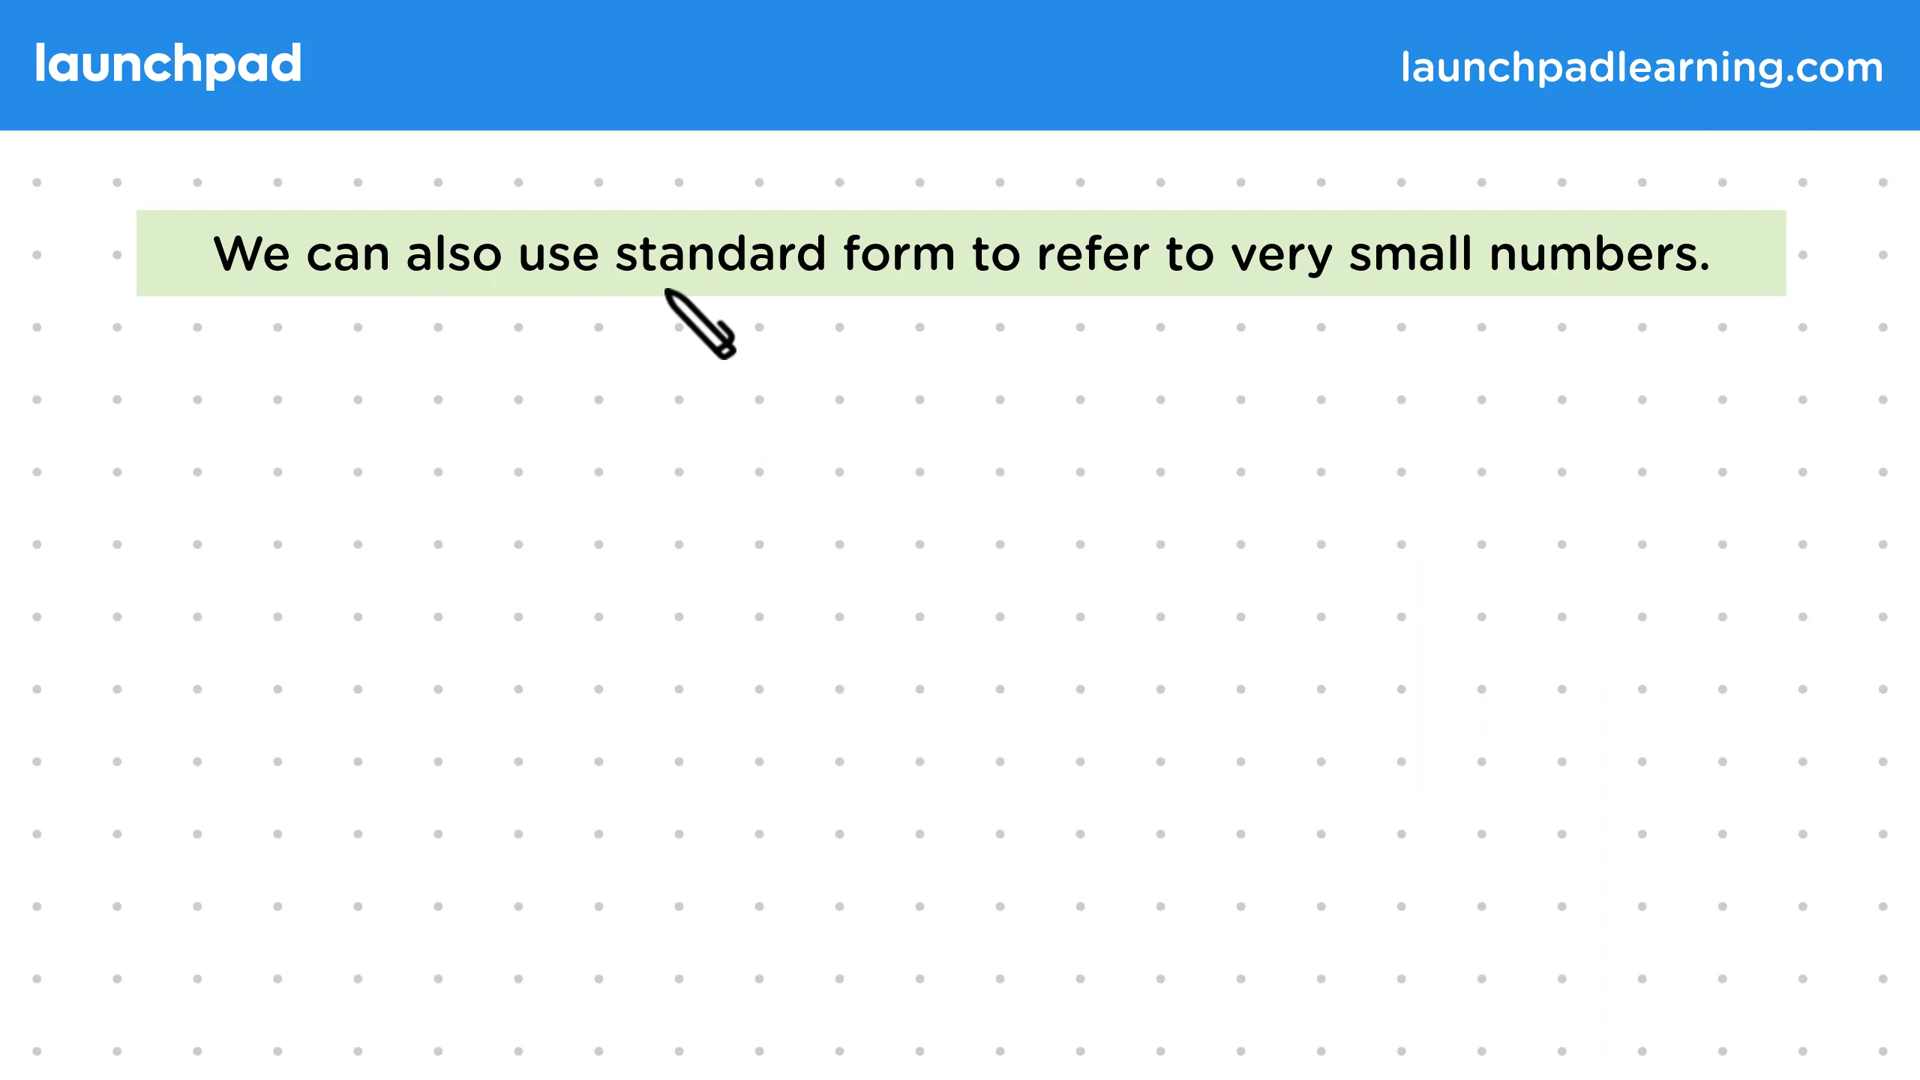 launchpad
launchpadlearning.com
We can also use standard form to refer to very small numbers.